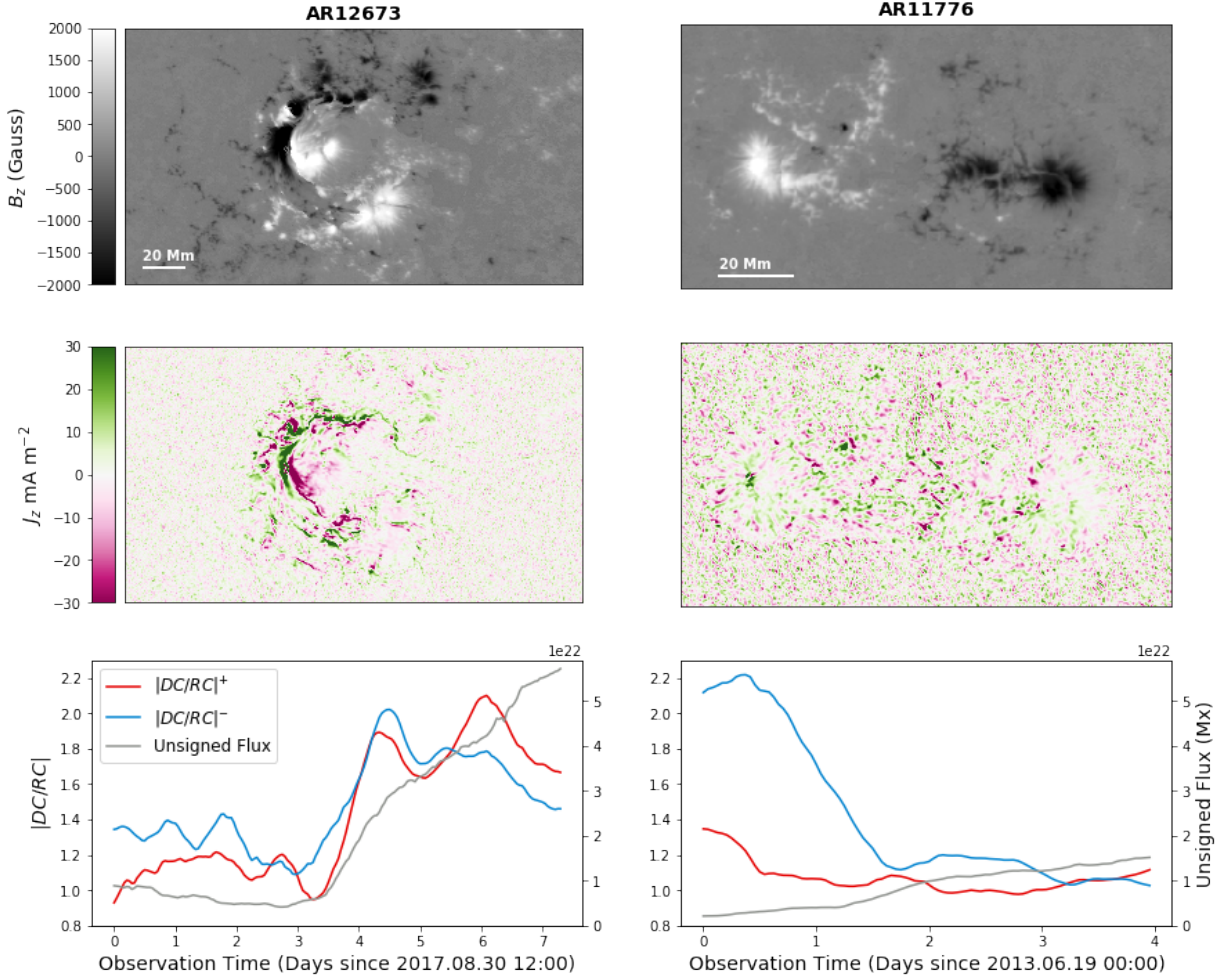 AR12673
AR11776
2000
1500
1000
500
0
−500
−1000
−1500
−2000
B_z (Gauss)
20 Mm
20 Mm
30
20
10
0
−10
−20
−30
J_z mA m⁻²
1e22
1e22
2.2
2.0
1.8
1.6
1.4
1.2
1.0
0.8
|DC/RC|
|DC/RC|⁺
|DC/RC|⁻
Unsigned Flux
5
4
3
2
1
0
0 1 2 3 4 5 6 7
Observation Time (Days since 2017.08.30 12:00)
2.2
2.0
1.8
1.6
1.4
1.2
1.0
0.8
5
4
3
2
1
0
Unsigned Flux (Mx)
0 1 2 3 4
Observation Time (Days since 2013.06.19 00:00)